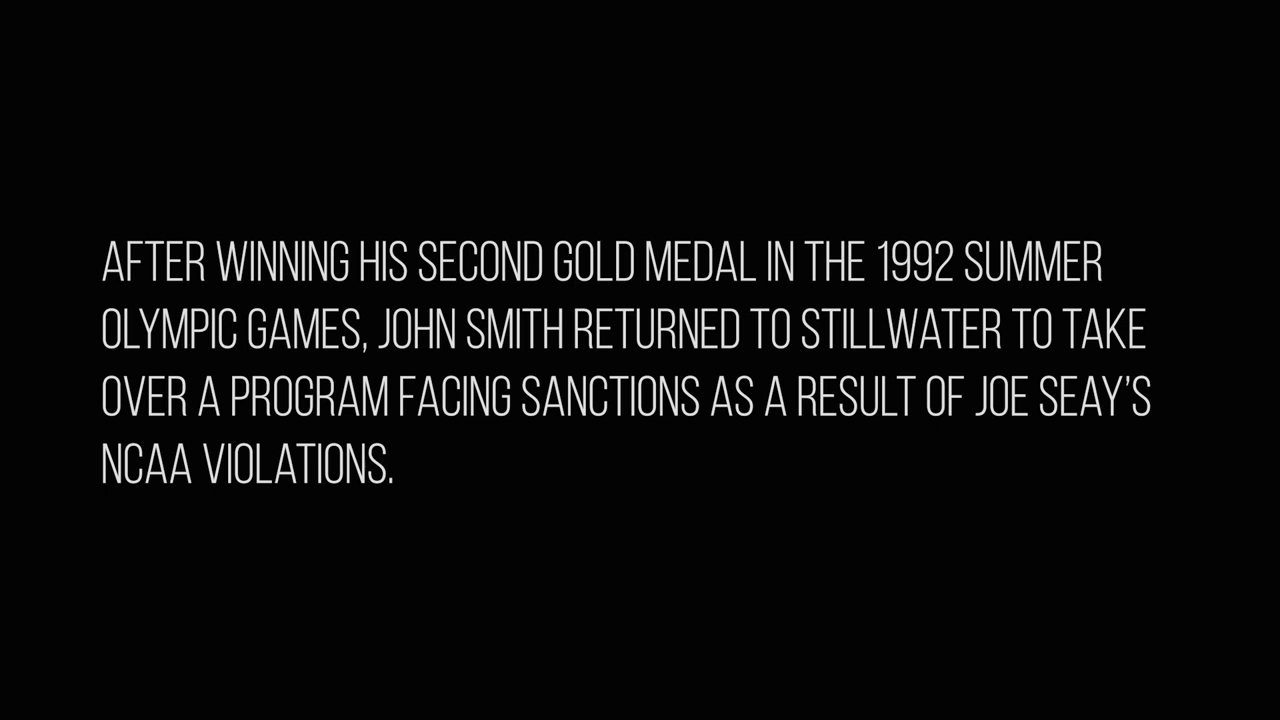 AFTER WINNING HIS SECOND GOLD MEDAL IN THE 1992 SUMMER
OLYMPIC GAMES, JOHN SMITH RETURNED TO STILLWATER TO TAKE
OVER A PROGRAM FACING SANCTIONS AS A RESULT OF JOE SEAY’S
NCAA VIOLATIONS.